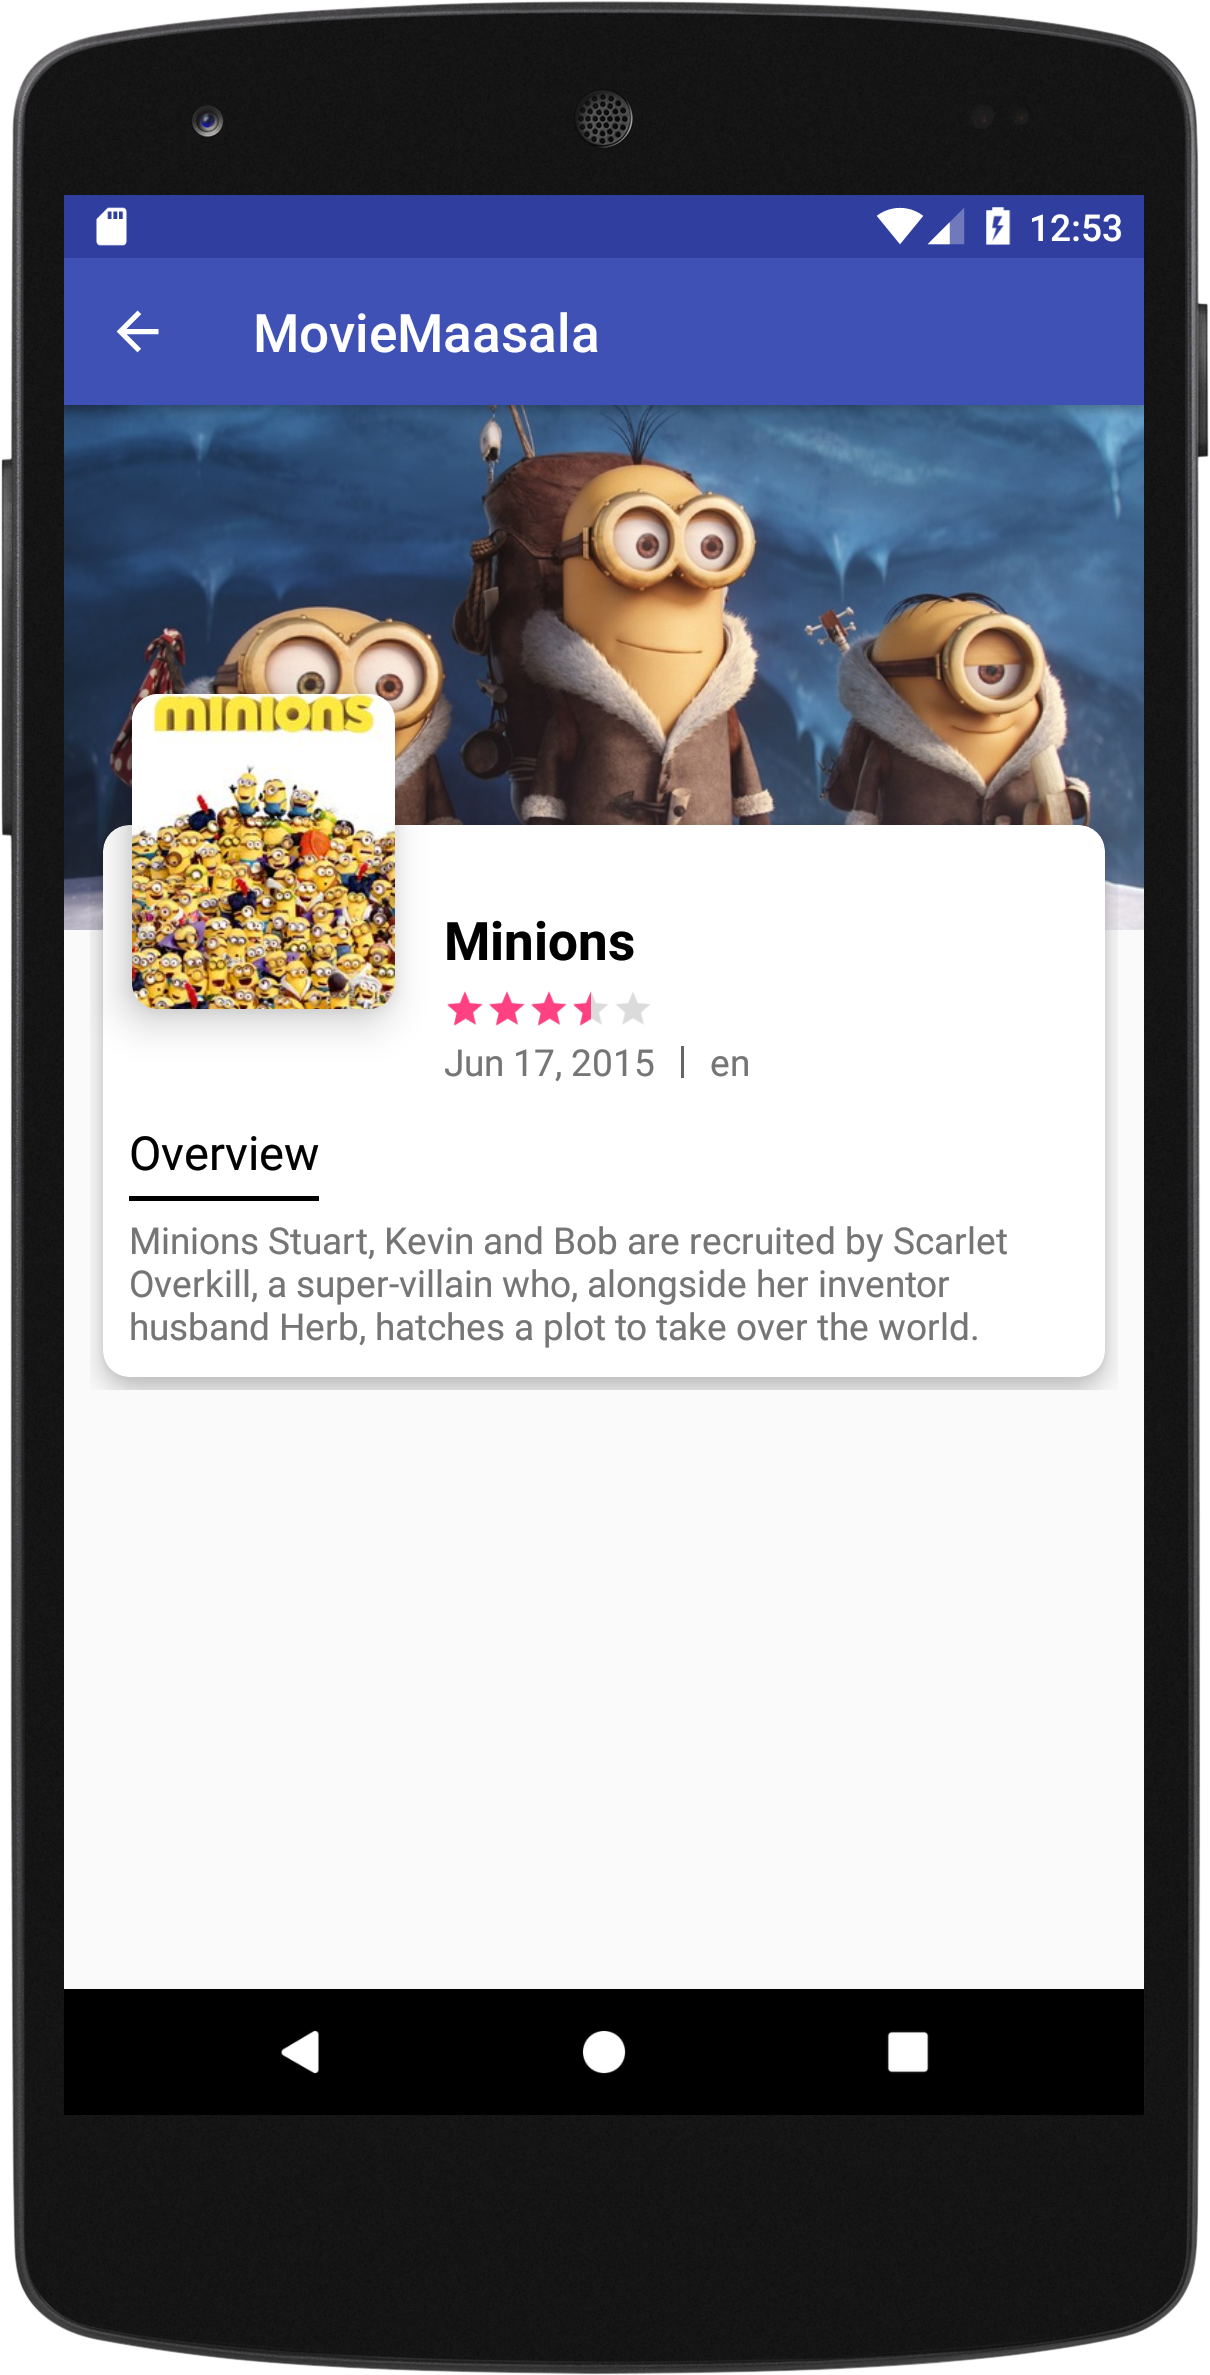 12:53
MovieMaasala
minions
Minions
Jun 17, 2015 | en
Overview
Minions Stuart, Kevin and Bob are recruited by Scarlet
Overkill, a super-villain who, alongside her inventor
husband Herb, hatches a plot to take over the world.